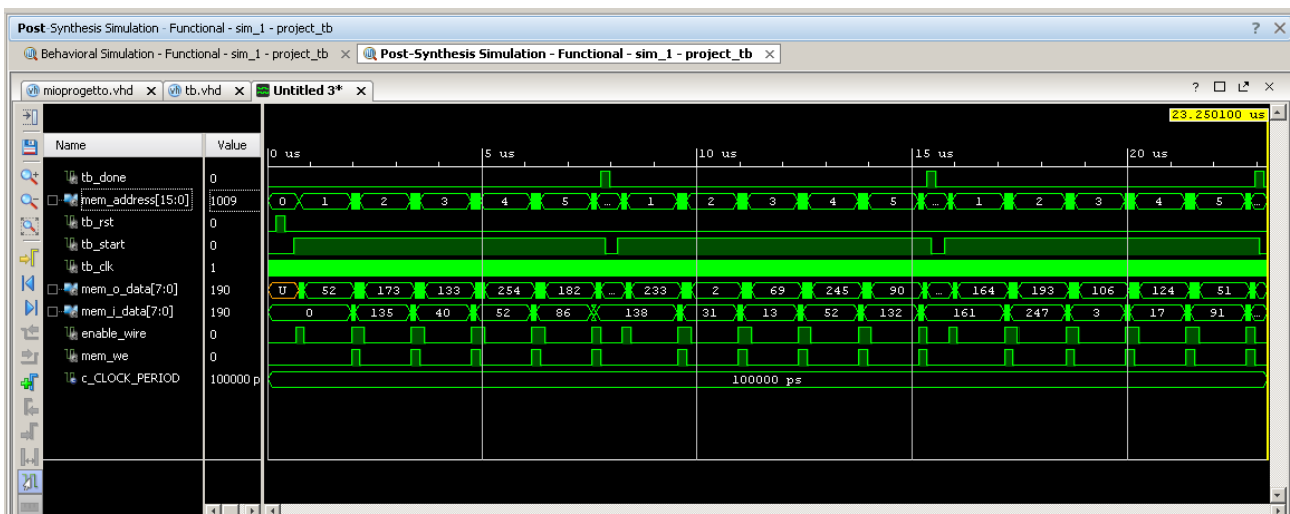 Post-Synthesis Simulation - Functional - sim_1 - project_tb ? ×
Behavioral Simulation - Functional - sim_1 - project_tb × Post-Synthesis Simulation - Functional - sim_1 - project_tb ×
mioprogetto.vhd × tb.vhd × Untitled 3* × ?
23.250100 us
Name Value 0 us 5 us 10 us 15 us 20 us
tb_done 0
mem_address[15:0] 1009 0 1 2 3 4 5 ... 1 2 3 4 5 ... 1 2 3 4 5 ...
tb_rst 0
tb_start 0
tb_clk 1
mem_o_data[7:0] 190 U 52 173 133 254 182 ... 233 2 69 245 90 ... 164 193 106 124 51
mem_i_data[7:0] 190 0 135 40 52 86 138 31 13 52 132 161 247 3 17 91 ...
enable_wire 0
mem_we 0
c_CLOCK_PERIOD 100000 p 100000 ps